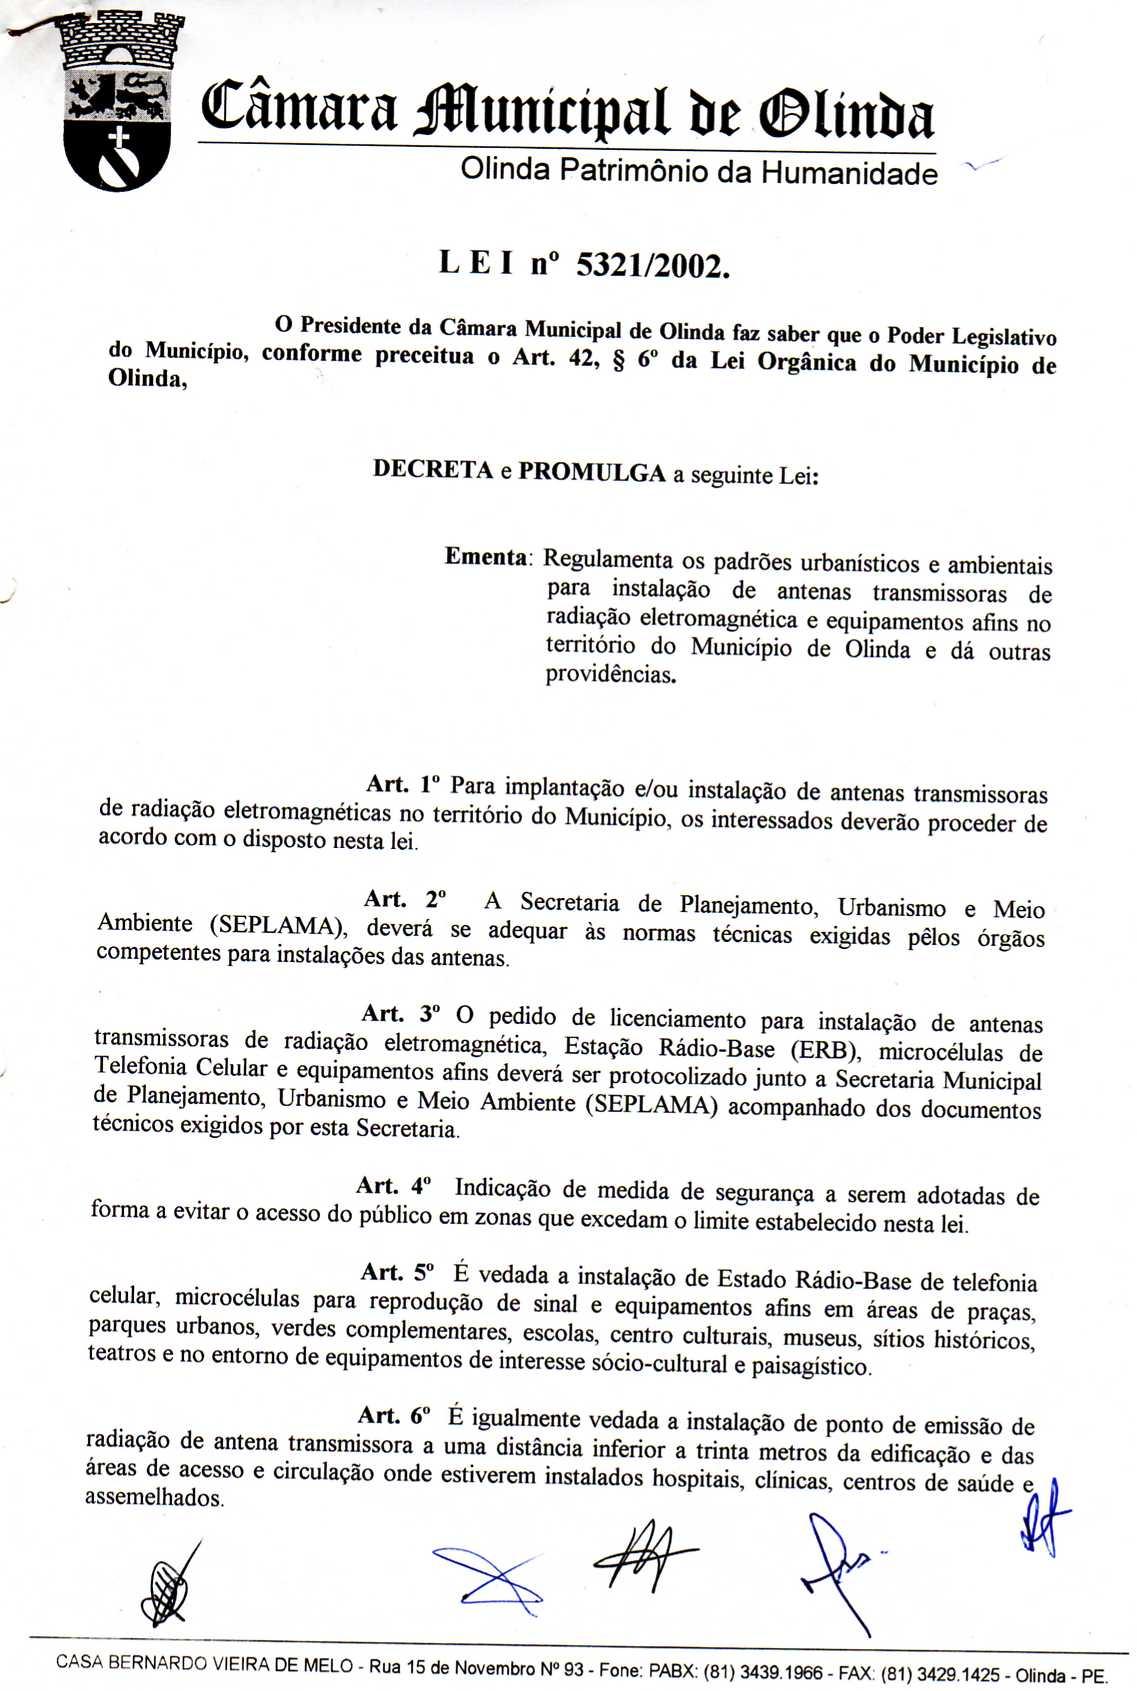 Câmara Municipal de Olinda
Olinda Patrimônio da Humanidade
L E I nº 5321/2002.
O Presidente da Câmara Municipal de Olinda faz saber que o Poder Legislativo
do Município, conforme preceitua o Art. 42, § 6º da Lei Orgânica do Município de
Olinda,
DECRETA e PROMULGA a seguinte Lei:
Ementa: Regulamenta os padrões urbanísticos e ambientais
para instalação de antenas transmissoras de
radiação eletromagnética e equipamentos afins no
território do Município de Olinda e dá outras
providências.
Art. 1º Para implantação e/ou instalação de antenas transmissoras
de radiação eletromagnéticas no território do Município, os interessados deverão proceder de
acordo com o disposto nesta lei.
Art. 2º A Secretaria de Planejamento, Urbanismo e Meio
Ambiente (SEPLAMA), deverá se adequar às normas técnicas exigidas pêlos órgãos
competentes para instalações das antenas.
Art. 3º O pedido de licenciamento para instalação de antenas
transmissoras de radiação eletromagnética, Estação Rádio-Base (ERB), microcélulas de
Telefonia Celular e equipamentos afins deverá ser protocolizado junto a Secretaria Municipal
de Planejamento, Urbanismo e Meio Ambiente (SEPLAMA) acompanhado dos documentos
técnicos exigidos por esta Secretaria.
Art. 4º Indicação de medida de segurança a serem adotadas de
forma a evitar o acesso do público em zonas que excedam o limite estabelecido nesta lei.
Art. 5º É vedada a instalação de Estado Rádio-Base de telefonia
celular, microcélulas para reprodução de sinal e equipamentos afins em áreas de praças,
parques urbanos, verdes complementares, escolas, centro culturais, museus, sítios históricos,
teatros e no entorno de equipamentos de interesse sócio-cultural e paisagístico.
Art. 6º É igualmente vedada a instalação de ponto de emissão de
radiação de antena transmissora a uma distância inferior a trinta metros da edificação e das
áreas de acesso e circulação onde estiverem instalados hospitais, clínicas, centros de saúde e
assemelhados.
CASA BERNARDO VIEIRA DE MELO - Rua 15 de Novembro Nº 93 - Fone: PABX: (81) 3439.1966 - FAX: (81) 3429.1425 - Olinda - PE.